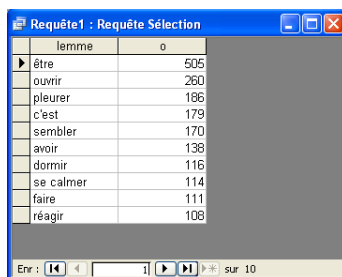 Requête1 : Requête Sélection
lemme o
être 505
ouvrir 260
pleurer 186
c'est 179
sembler 170
avoir 138
dormir 116
se calmer 114
faire 111
réagir 108
Enr : 1 sur 10